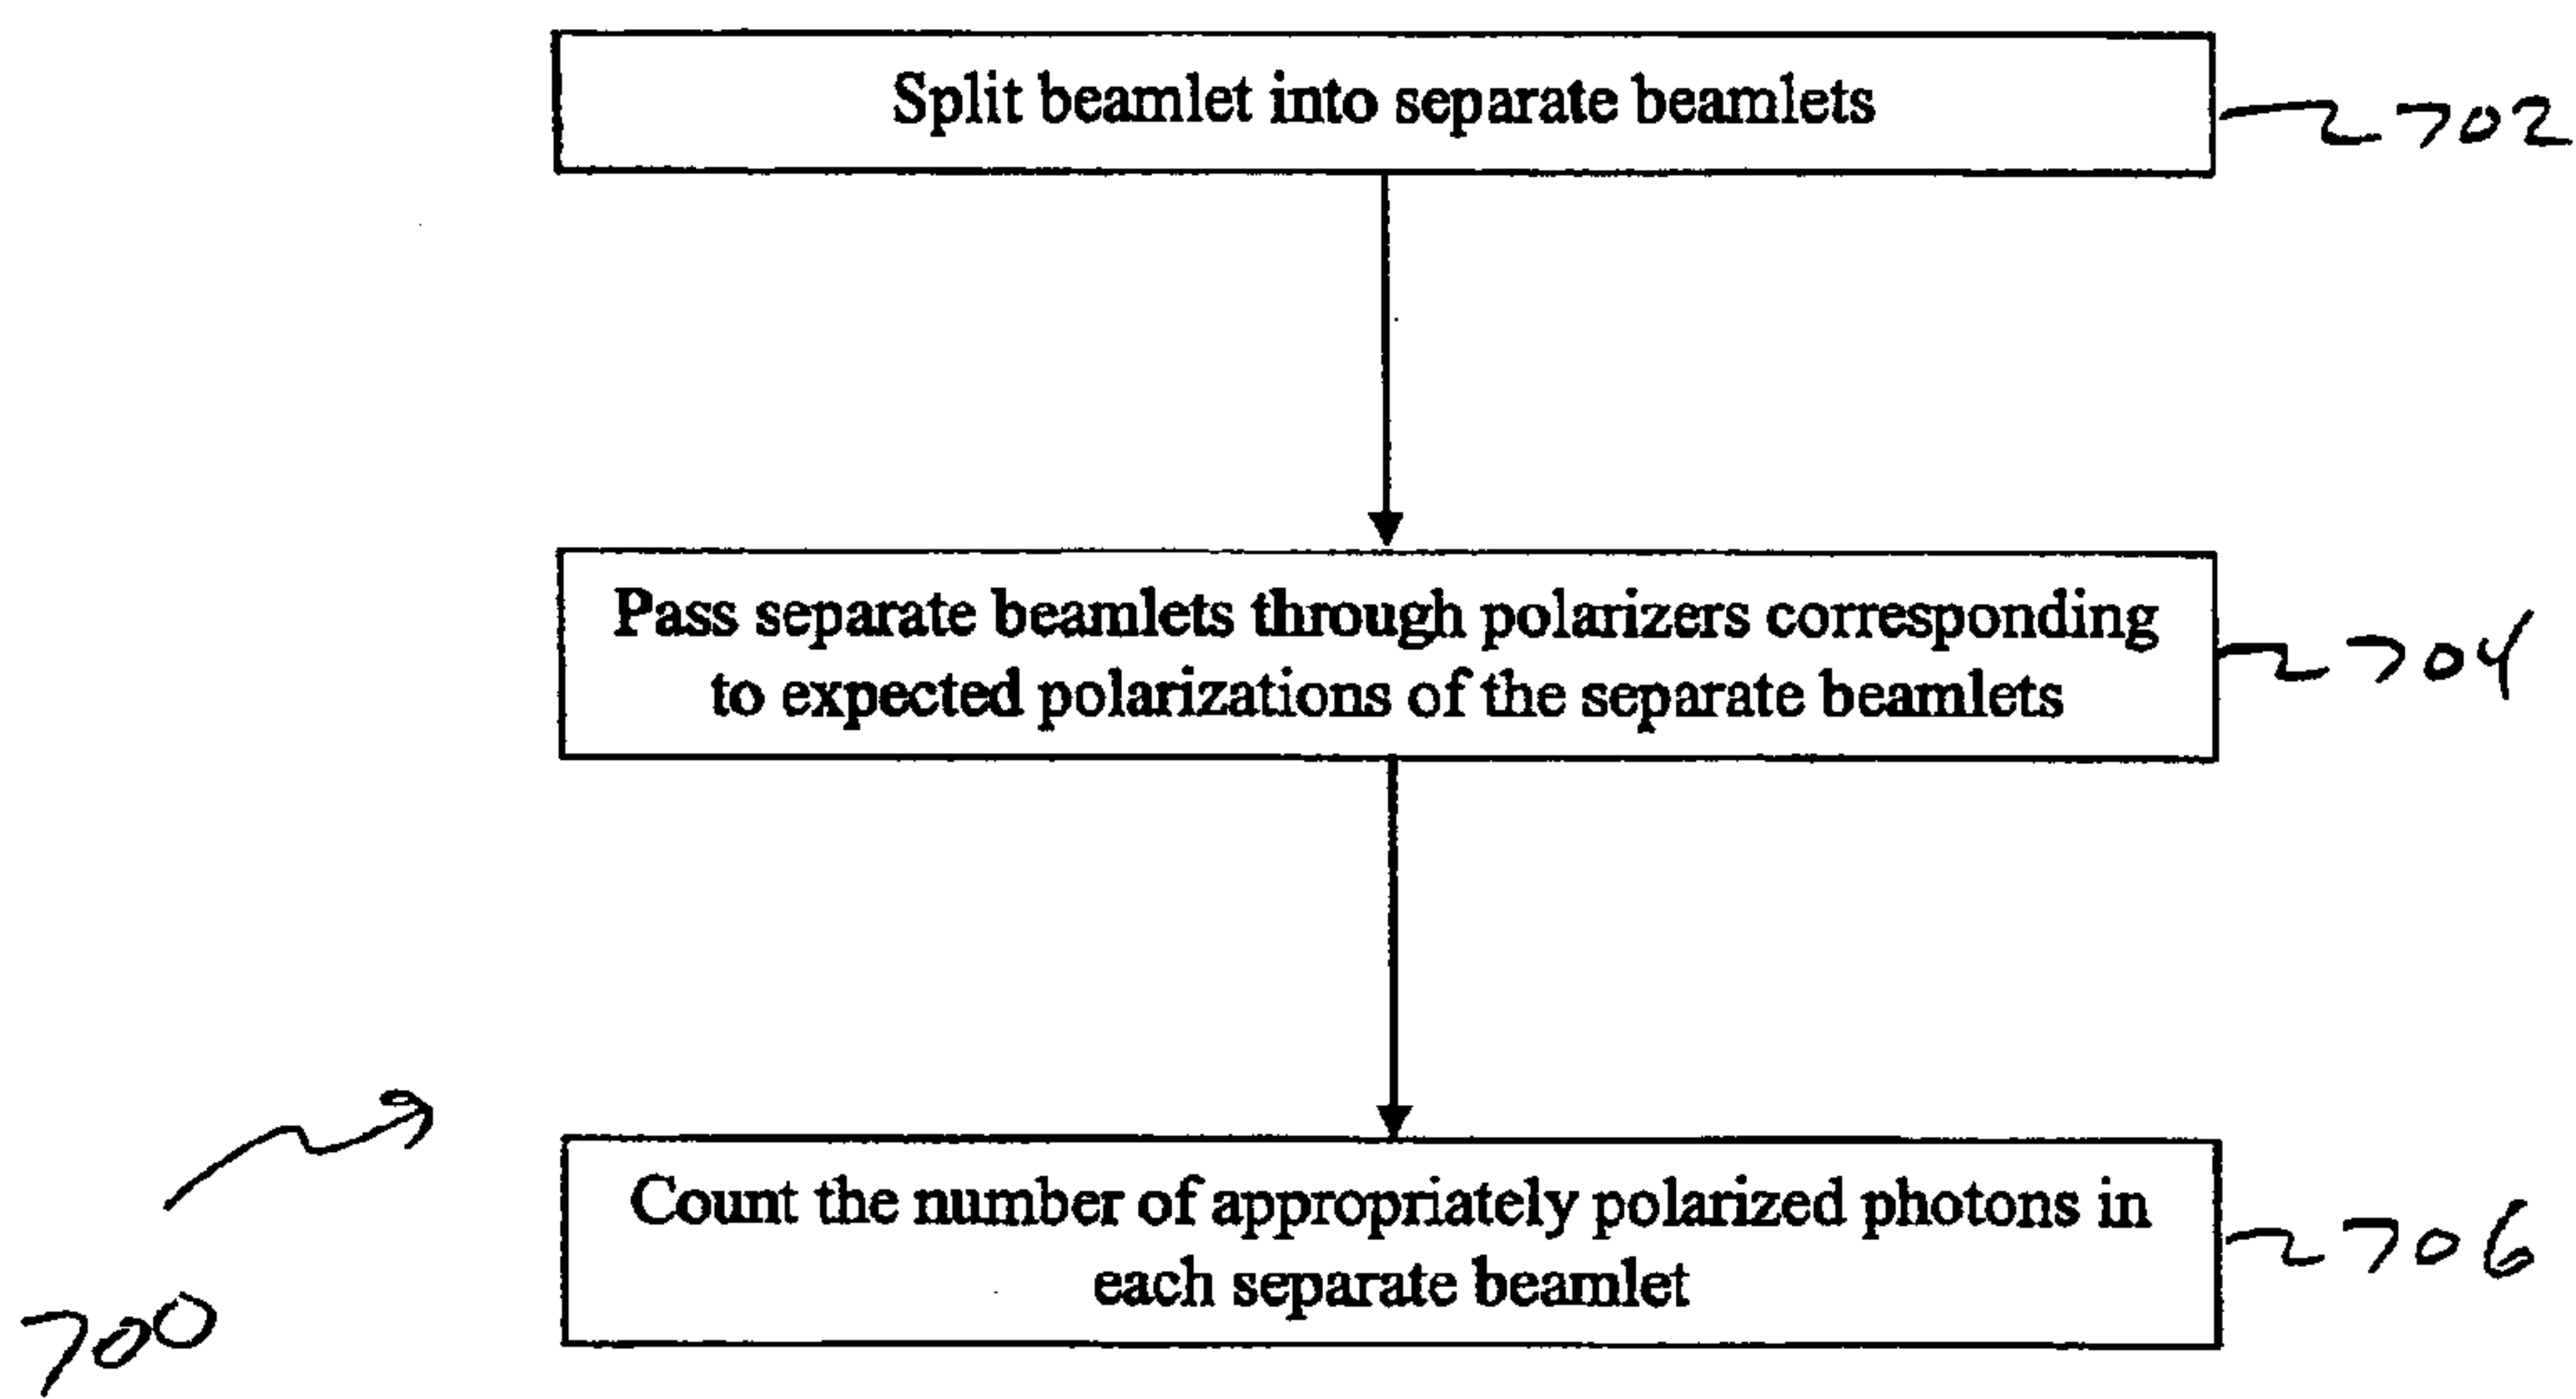 Split beamlet into separate beamlets
702
Pass separate beamlets through polarizers corresponding
to expected polarizations of the separate beamlets
704
Count the number of appropriately polarized photons in
each separate beamlet
706
700